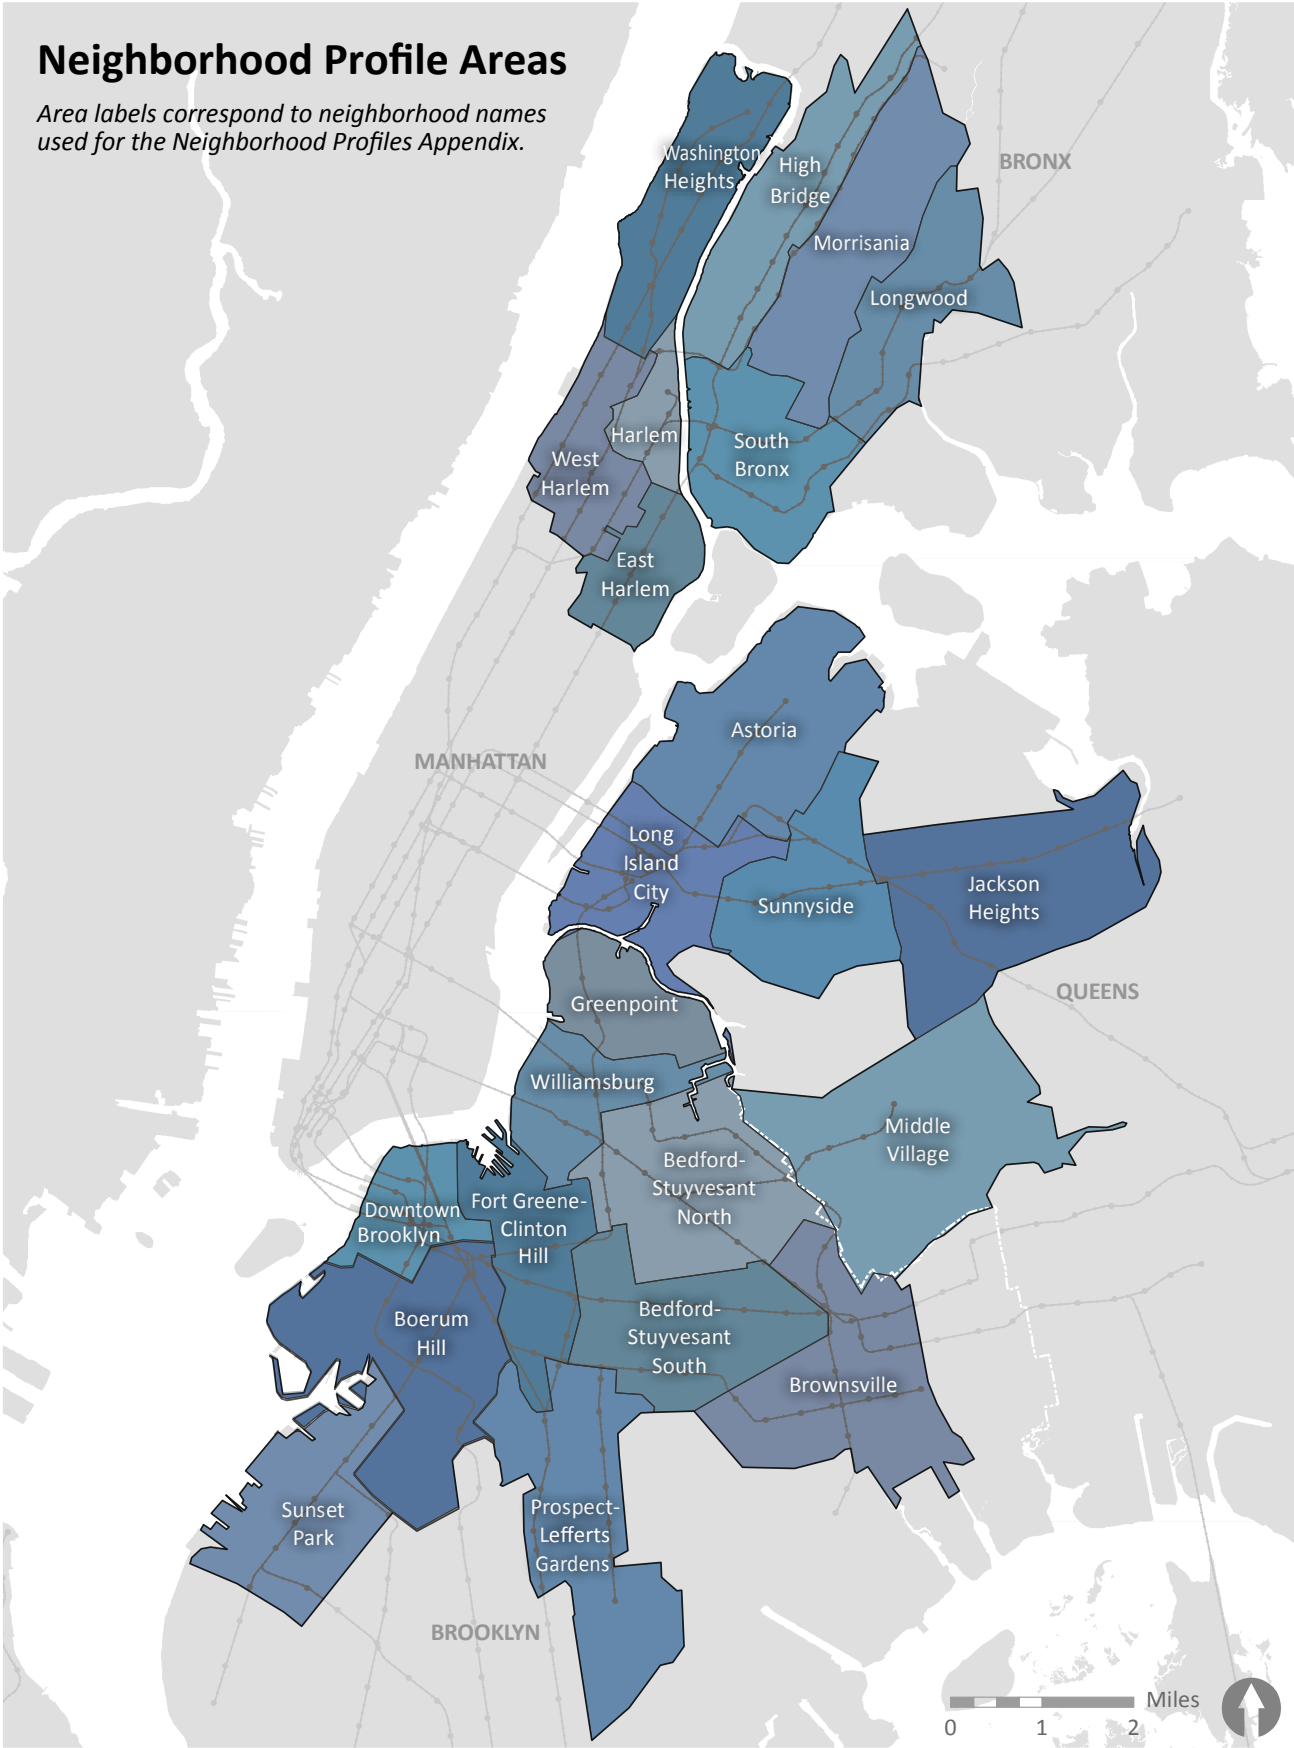 Neighborhood Profile Areas
Area labels correspond to neighborhood names
used for the Neighborhood Profiles Appendix.
Washington
Heights
High
Bridge
BRONX
Morrisania
Longwood
Harlem
West
Harlem
South
Bronx
East
Harlem
Astoria
MANHATTAN
Long
Island
City
Sunnyside
Jackson
Heights
QUEENS
Greenpoint
Williamsburg
Middle
Village
Bedford-
Stuyvesant
North
Downtown
Brooklyn
Fort Greene-
Clinton
Hill
Boerum
Hill
Bedford-
Stuyvesant
South
Brownsville
Sunset
Park
Prospect-
Lefferts
Gardens
BROOKLYN
Miles
0 1 2